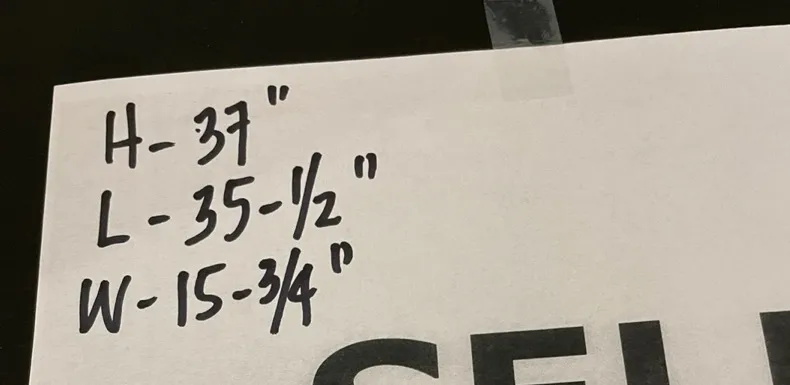 H- 37"
L - 35-1/2"
W- 15-3/4"